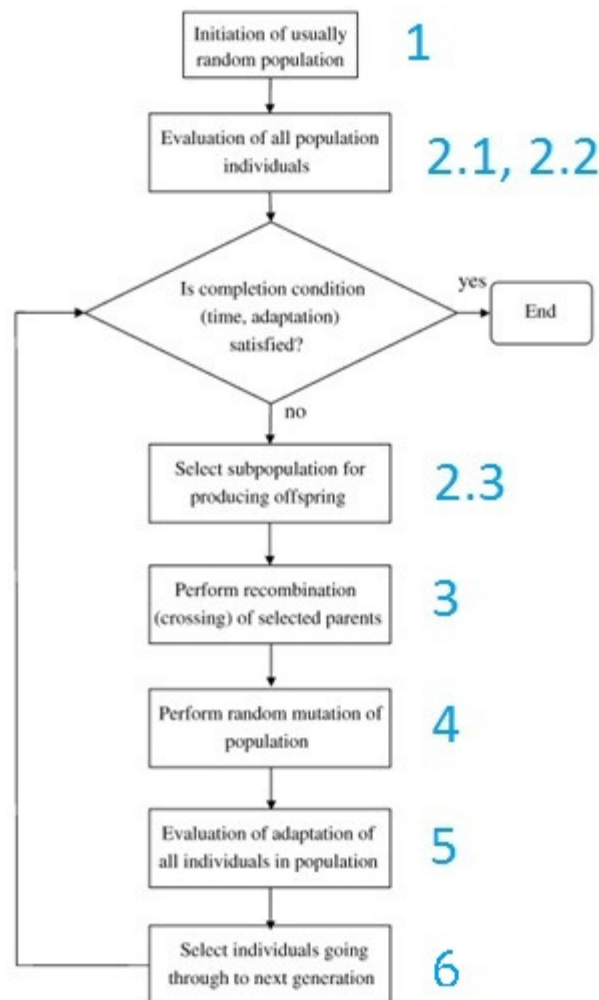 Initiation of usually
random population
1
Evaluation of all population
individuals
2.1, 2.2
Is completion condition
(time, adaptation)
satisfied?
yes
End
no
Select subpopulation for
producing offspring
2.3
Perform recombination
(crossing) of selected parents
3
Perform random mutation of
population
4
Evaluation of adaptation of
all individuals in population
5
Select individuals going
through to next generation
6